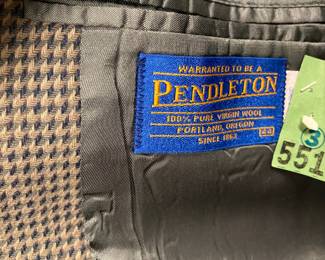 WARRANTED TO BE A
PENDLETON
100% PURE VIRGIN WOOL
PORTLAND, OREGON
SINCE 1863
3
551